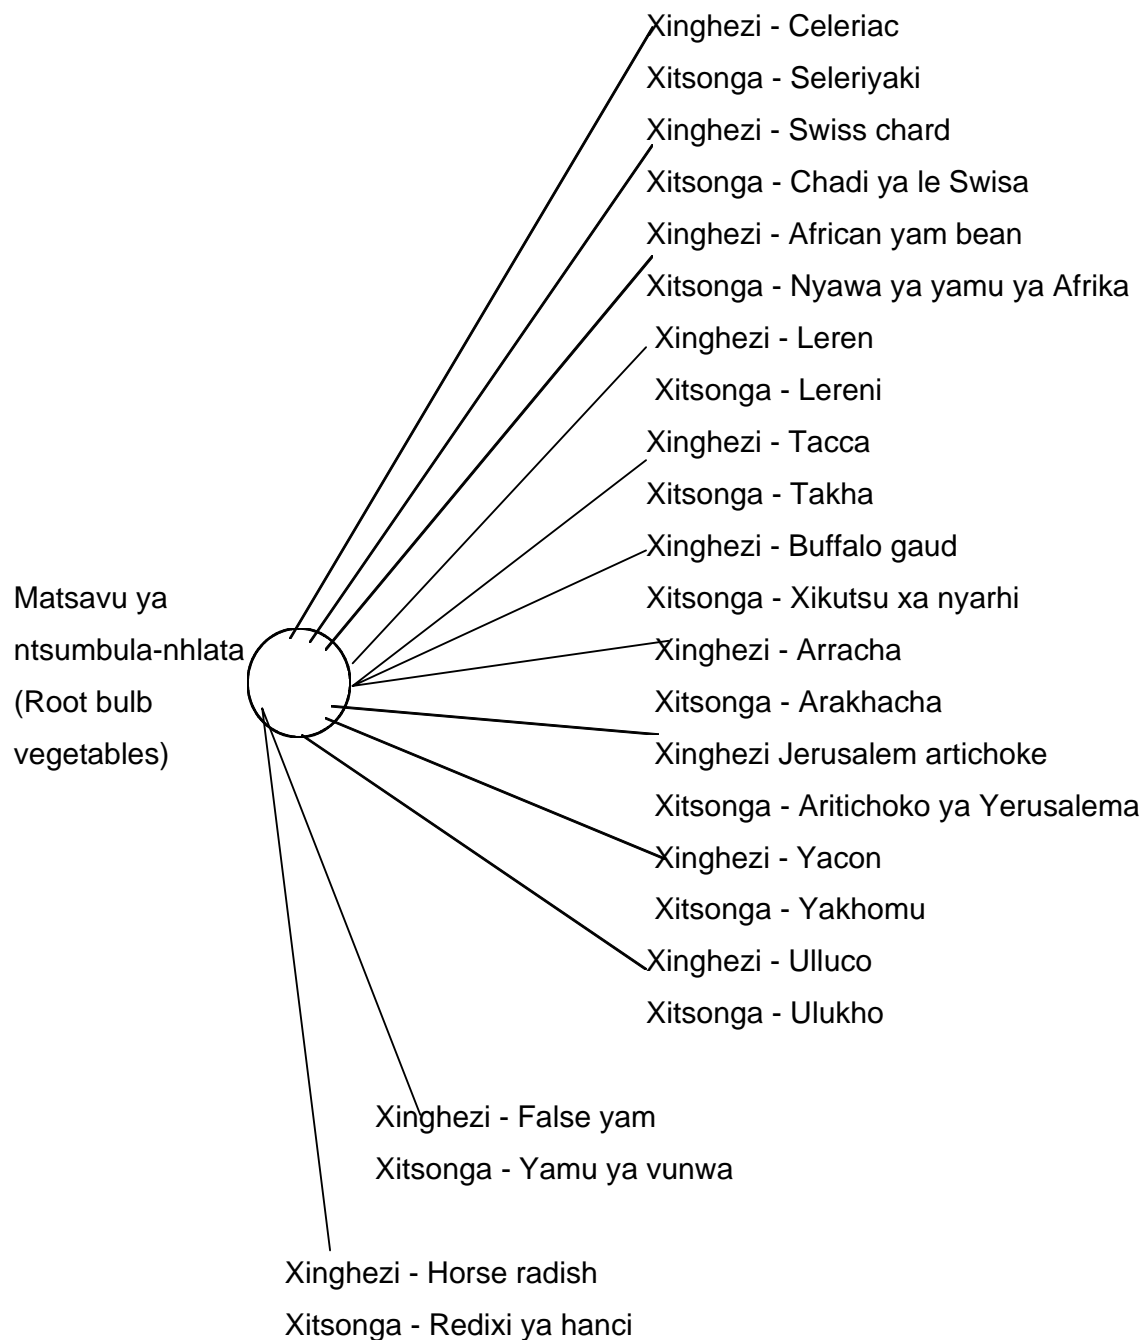 Xinghezi - Celeriac
Xitsonga - Seleriyaki
Xinghezi - Swiss chard
Xitsonga - Chadi ya le Swisa
Xinghezi - African yam bean
Xitsonga - Nyawa ya yamu ya Afrika
Xinghezi - Leren
Xitsonga - Lereni
Xinghezi - Tacca
Xitsonga - Takha
Xinghezi - Buffalo gaud
Xitsonga - Xikutsu xa nyarhi
Xinghezi - Arracha
Xitsonga - Arakhacha
Xinghezi Jerusalem artichoke
Xitsonga - Aritichoko ya Yerusalema
Xinghezi - Yacon
Xitsonga - Yakhomu
Xinghezi - Ulluco
Xitsonga - Ulukho
Matsavu ya
ntsumbula-nhlata
(Root bulb
vegetables)
Xinghezi - False yam
Xitsonga - Yamu ya vunwa
Xinghezi - Horse radish
Xitsonga - Redixi ya hanci